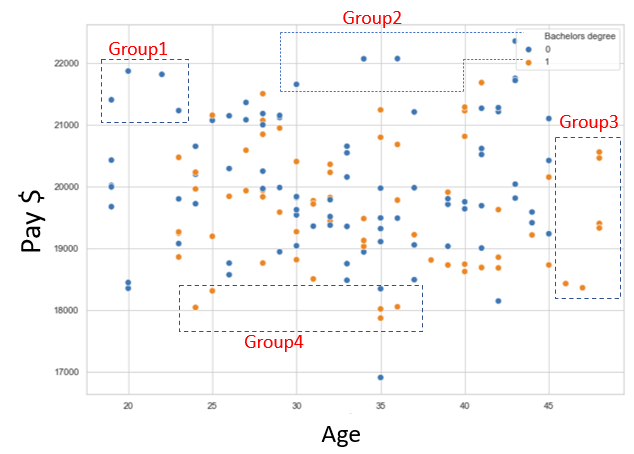 Group2
Group1
Bachelors degree
0
1
22000
21000
Group3
20000
19000
18000
Group4
17000
Pay $
20
25
30
35
40
45
Age